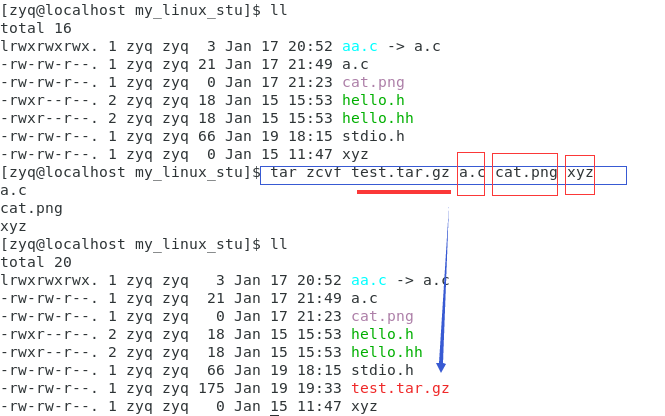 [zyq@localhost my_linux_stu]$ ll
total 16
lrwxrwxrwx. 1 zyq zyq  3 Jan 17 20:52 aa.c -> a.c
-rw-rw-r--. 1 zyq zyq 21 Jan 17 21:49 a.c
-rw-rw-r--. 1 zyq zyq  0 Jan 17 21:23 cat.png
-rwxr--r--. 2 zyq zyq 18 Jan 15 15:53 hello.h
-rwxr--r--. 2 zyq zyq 18 Jan 15 15:53 hello.hh
-rw-rw-r--. 1 zyq zyq 66 Jan 19 18:15 stdio.h
-rw-rw-r--. 1 zyq zyq  0 Jan 15 11:47 xyz
[zyq@localhost my_linux_stu]$ tar zcvf test.tar.gz a.c cat.png xyz
a.c
cat.png
xyz
[zyq@localhost my_linux_stu]$ ll
total 20
lrwxrwxrwx. 1 zyq zyq   3 Jan 17 20:52 aa.c -> a.c
-rw-rw-r--. 1 zyq zyq  21 Jan 17 21:49 a.c
-rw-rw-r--. 1 zyq zyq   0 Jan 17 21:23 cat.png
-rwxr--r--. 2 zyq zyq  18 Jan 15 15:53 hello.h
-rwxr--r--. 2 zyq zyq  18 Jan 15 15:53 hello.hh
-rw-rw-r--. 1 zyq zyq  66 Jan 19 18:15 stdio.h
-rw-rw-r--. 1 zyq zyq 175 Jan 19 19:33 test.tar.gz
-rw-rw-r--. 1 zyq zyq   0 Jan 15 11:47 xyz